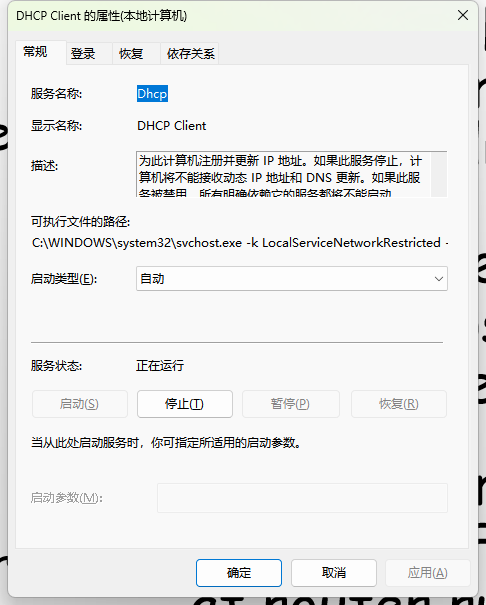 DHCP Client 的属性(本地计算机)
常规 登录 恢复 依存关系
服务名称: Dhcp
显示名称: DHCP Client
描述: 为此计算机注册并更新 IP 地址。如果此服务停止，计
算机将不能接收动态 IP 地址和 DNS 更新。如果此服
务被禁用，所有明确依赖它的服务都将不能启动
可执行文件的路径:
C:\WINDOWS\system32\svchost.exe -k LocalServiceNetworkRestricted -
启动类型(E): 自动
服务状态: 正在运行
启动(S) 停止(T) 暂停(P) 恢复(R)
当从此处启动服务时，你可指定所适用的启动参数。
启动参数(M):
确定 取消 应用(A)